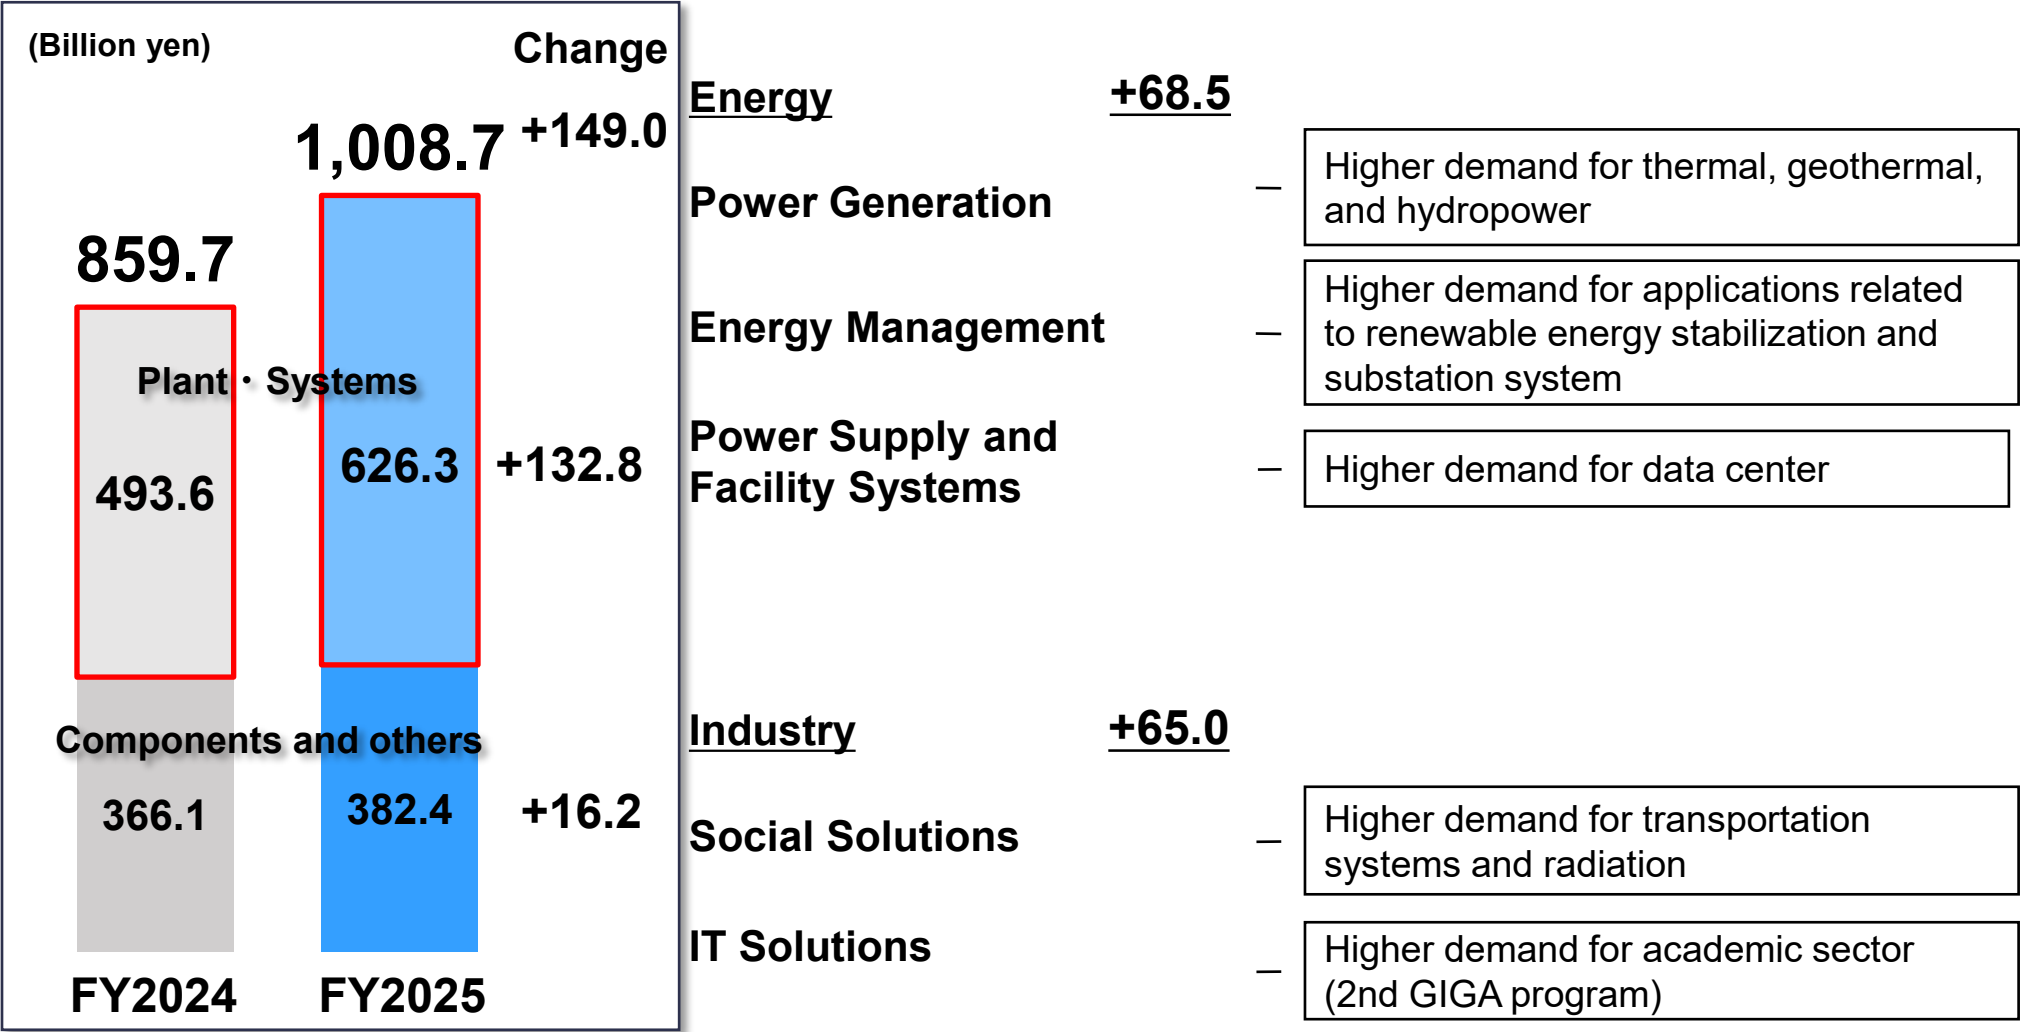 (Billion yen)
Change
1,008.7
+149.0
859.7
Plant・Systems
493.6
626.3
+132.8
Components and others
366.1
382.4
+16.2
FY2024
FY2025
Energy
+68.5
Power Generation
–
Higher demand for thermal, geothermal,
and hydropower
Energy Management
–
Higher demand for applications related
to renewable energy stabilization and
substation system
Power Supply and
Facility Systems
–
Higher demand for data center
Industry
+65.0
Social Solutions
–
Higher demand for transportation
systems and radiation
IT Solutions
–
Higher demand for academic sector
(2nd GIGA program)